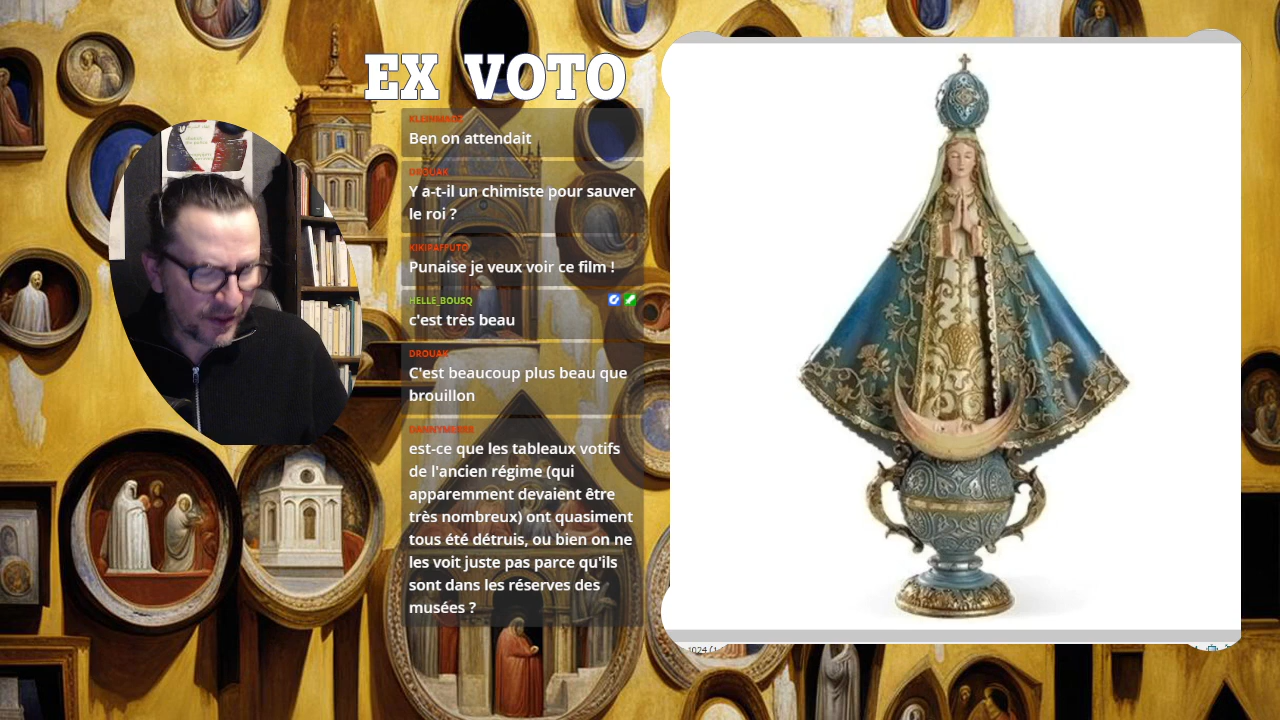 EX VOTO
Ben on attendait
DROUAK
Y a-t-il un chimiste pour sauver
le roi ?
KIKIRAFFUTO
Punaise je veux voir ce film !
HELLE_BOUSQ
c'est très beau
DROUAK
C'est beaucoup plus beau que
brouillon
est-ce que les tableaux votifs
de l'ancien régime (qui
apparemment devaient être
très nombreux) ont quasiment
tous été détruis, ou bien on ne
les voit juste pas parce qu'ils
sont dans les réserves des
musées ?